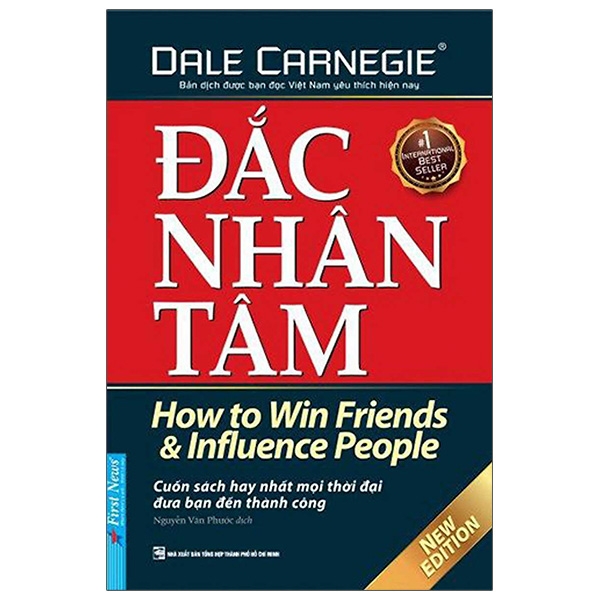 DALE CARNEGIE®
Bản dịch được bạn đọc Việt Nam yêu thích hiện nay
ĐẮC
NHÂN
TÂM
#1
INTERNATIONAL
BEST
SELLER
How to Win Friends
& Influence People
Cuốn sách hay nhất mọi thời đại
đưa bạn đến thành công
Nguyễn Văn Phước dịch
First News
NEW
EDITION
NHÀ XUẤT BẢN TỔNG HỢP THÀNH PHỐ HỒ CHÍ MINH